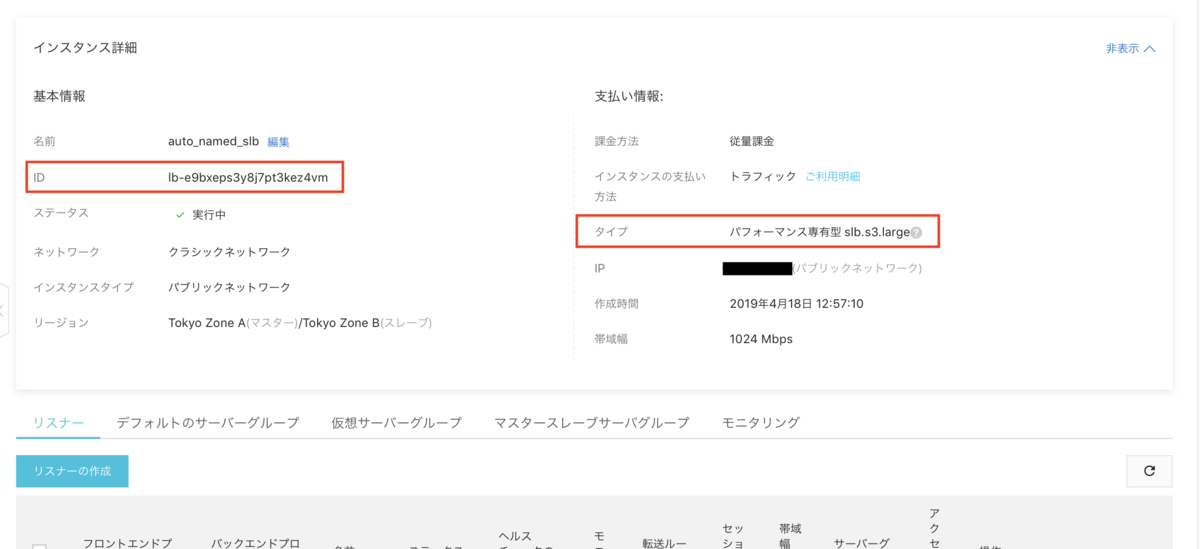 インスタンス詳細
非表示
基本情報
名前 auto_named_slb 編集
ID lb-e9bxeps3y8j7pt3kez4vm
ステータス 実行中
ネットワーク クラシックネットワーク
インスタンスタイプ パブリックネットワーク
リージョン Tokyo Zone A(マスター)/Tokyo Zone B(スレーブ)
支払い情報:
課金方法 従量課金
インスタンスの支払い トラフィック ご利用明細
方法
タイプ パフォーマンス専有型 slb.s3.large ?
IP (パブリックネットワーク)
作成時間 2019年4月18日 12:57:10
帯域幅 1024 Mbps
リスナー デフォルトのサーバーグループ 仮想サーバーグループ マスタースレーブサーバグループ モニタリング
リスナーの作成
フロントエンドプ
バックエンドプロ
ヘルス
モ
転送ルー
セッ
ショ
帯域
幅
サーバーグ
ア
ク
セ